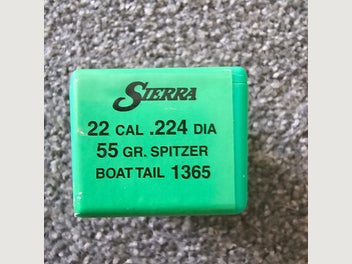 SIERRA
22 CAL .224 DIA
55 GR. SPITZER
BOAT TAIL 1365